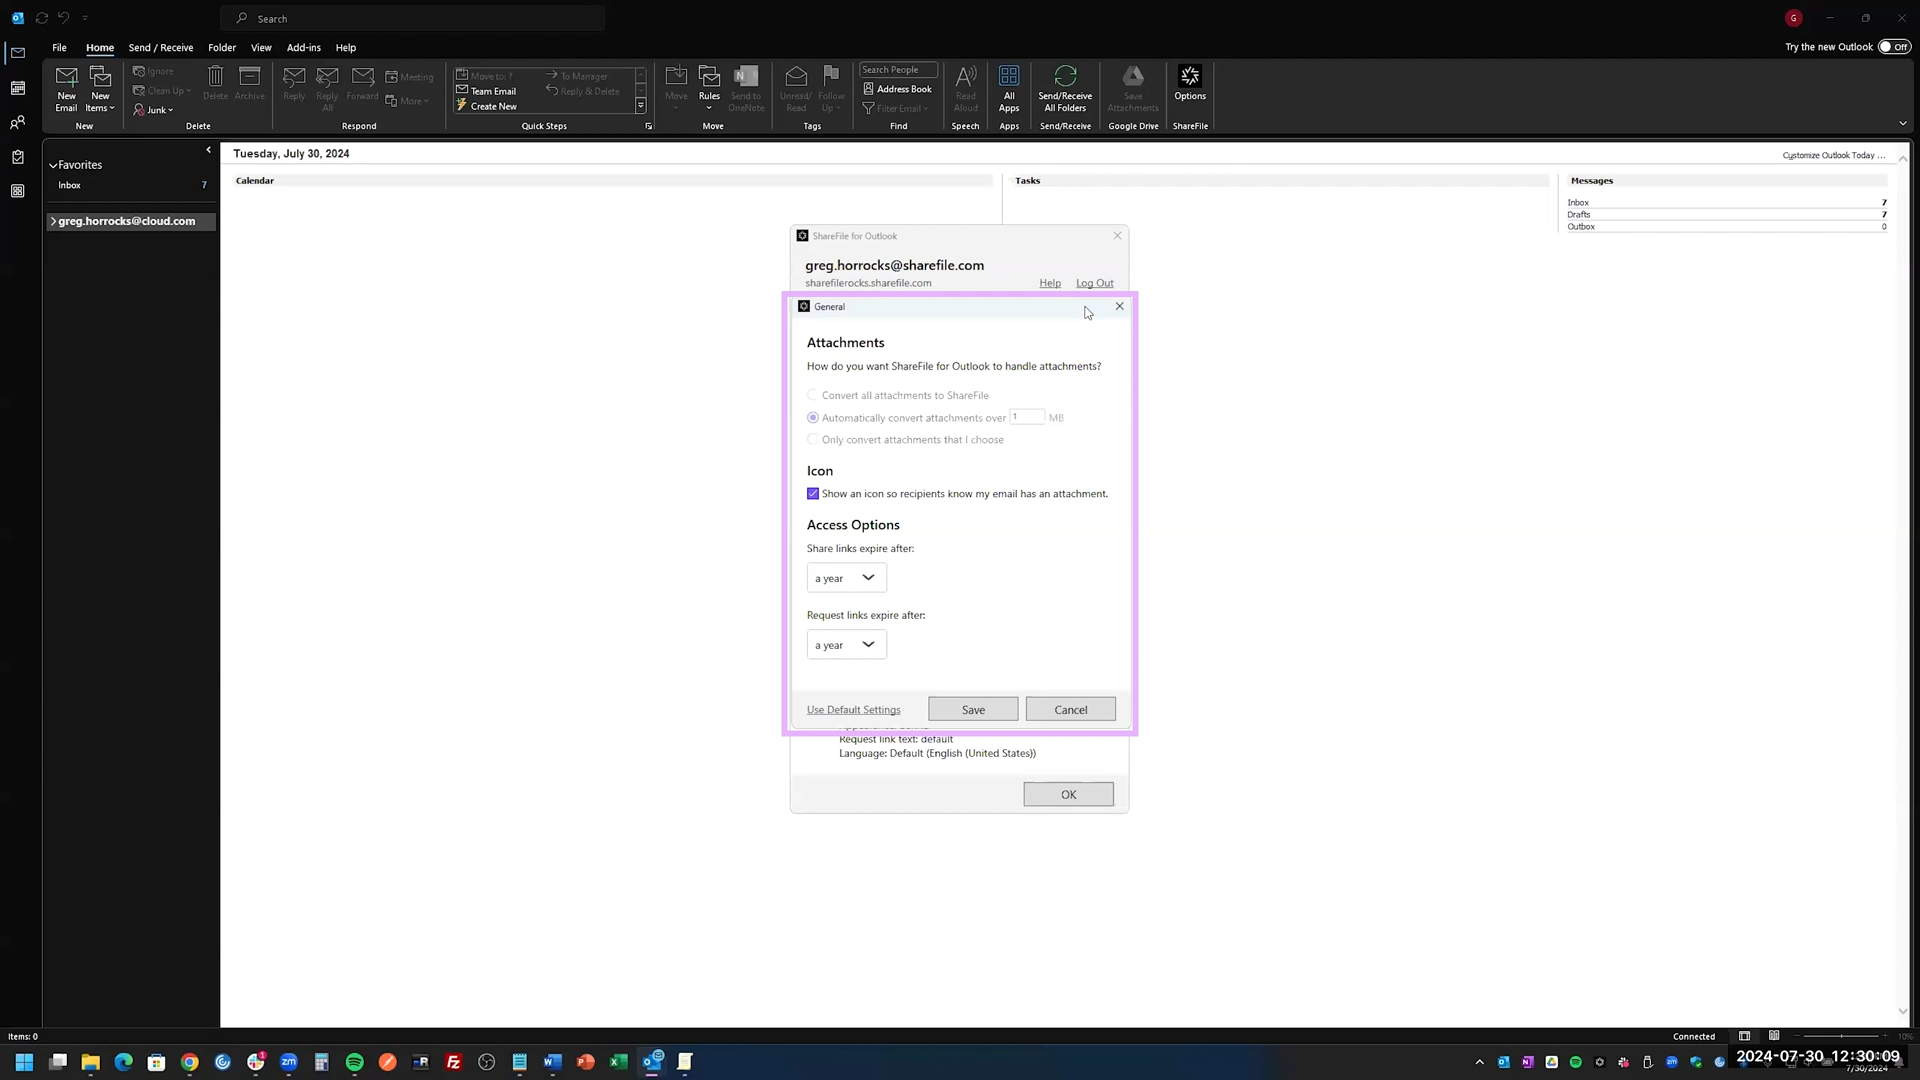 Search
G
File Home Send / Receive Folder View Add-ins Help
Try the new Outlook Off
New Email
New Items
New
Ignore
Clean Up
Junk
Delete
Archive
Delete
Reply
Reply All
Forward
Meeting
More
Respond
Move to: ?
Team Email
Create New
To Manager
Reply & Delete
Quick Steps
Move
Rules
Send to OneNote
Move
Unread/ Read
Follow Up
Tags
Search People
Address Book
Filter Email
Find
Read Aloud
Speech
All Apps
Apps
Send/Receive All Folders
Send/Receive
Save Attachments
Google Drive
Options
ShareFile
Favorites
Inbox 7
greg.horrocks@cloud.com
Tuesday, July 30, 2024
Customize Outlook Today ...
Calendar
Tasks
Messages
Inbox 7
Drafts 7
Outbox 0
ShareFile for Outlook
greg.horrocks@sharefile.com
sharefilerocks.sharefile.com
Help Log Out
General
Attachments
How do you want ShareFile for Outlook to handle attachments?
Convert all attachments to ShareFile
Automatically convert attachments over 1 MB
Only convert attachments that I choose
Icon
Show an icon so recipients know my email has an attachment.
Access Options
Share links expire after:
a year
Request links expire after:
a year
Use Default Settings Save Cancel
Request link text: default
Language: Default (English (United States))
OK
Items: 0
Connected
10%
2024-07-30 12:30:09
7/30/2024